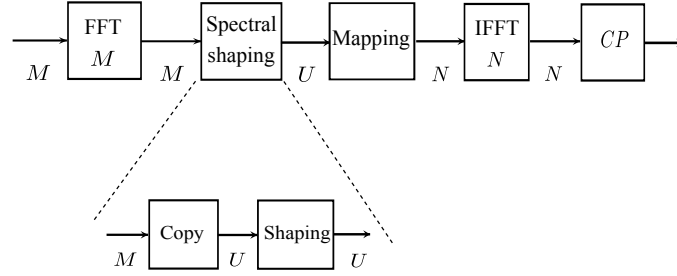 FFT
M
Spectral
shaping
Mapping
IFFT
N
CP
M
M
U
N
N
Copy
Shaping
M
U
U